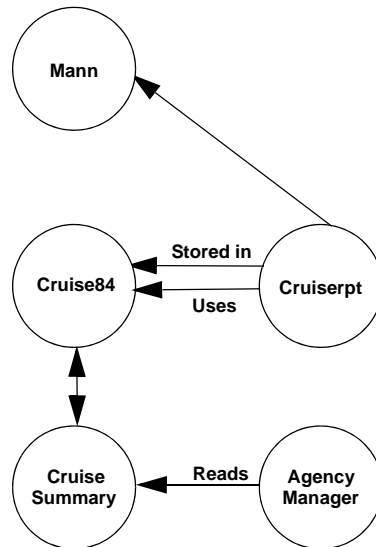 Mann
Stored in
Cruise84
Cruiserpt
Uses
Cruise
Summary
Reads
Agency
Manager